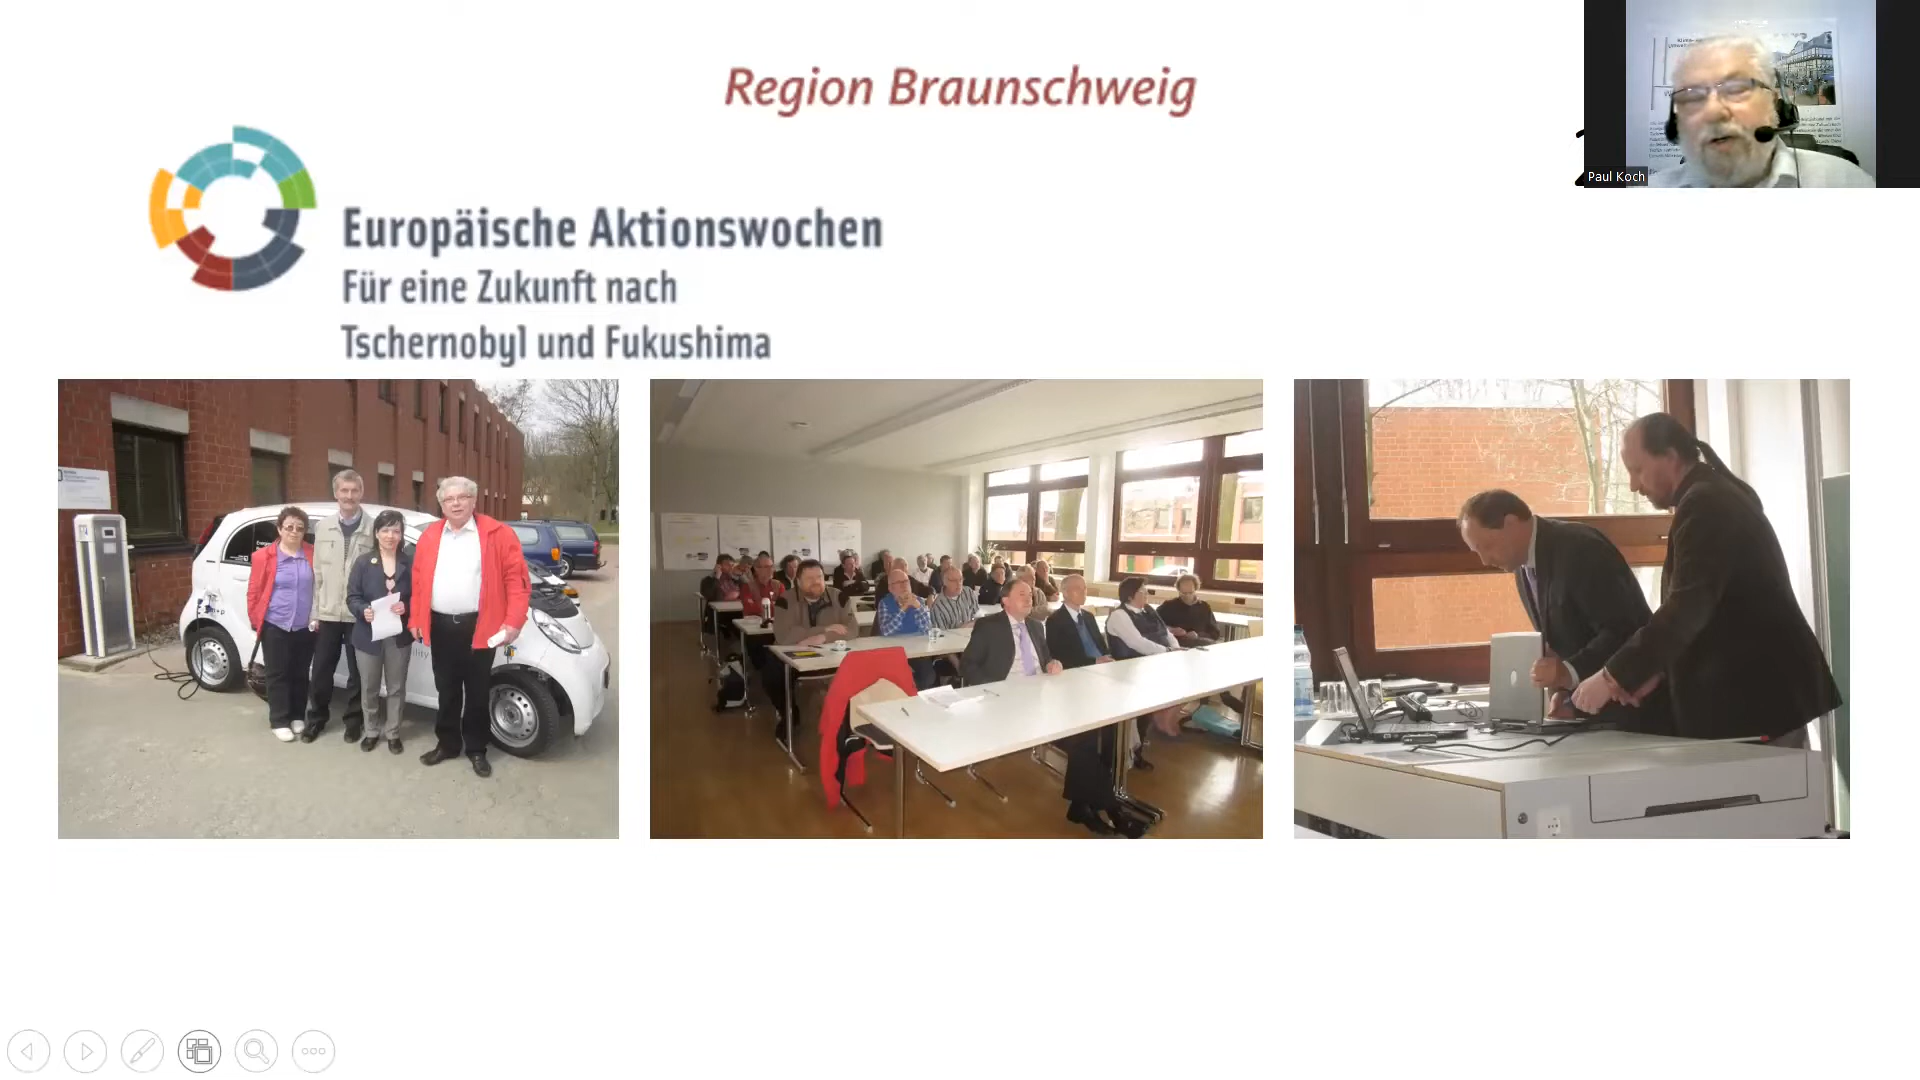 Region Braunschweig
Europäische Aktionswochen
Für eine Zukunft nach
Tschernobyl und Fukushima
Paul Koch